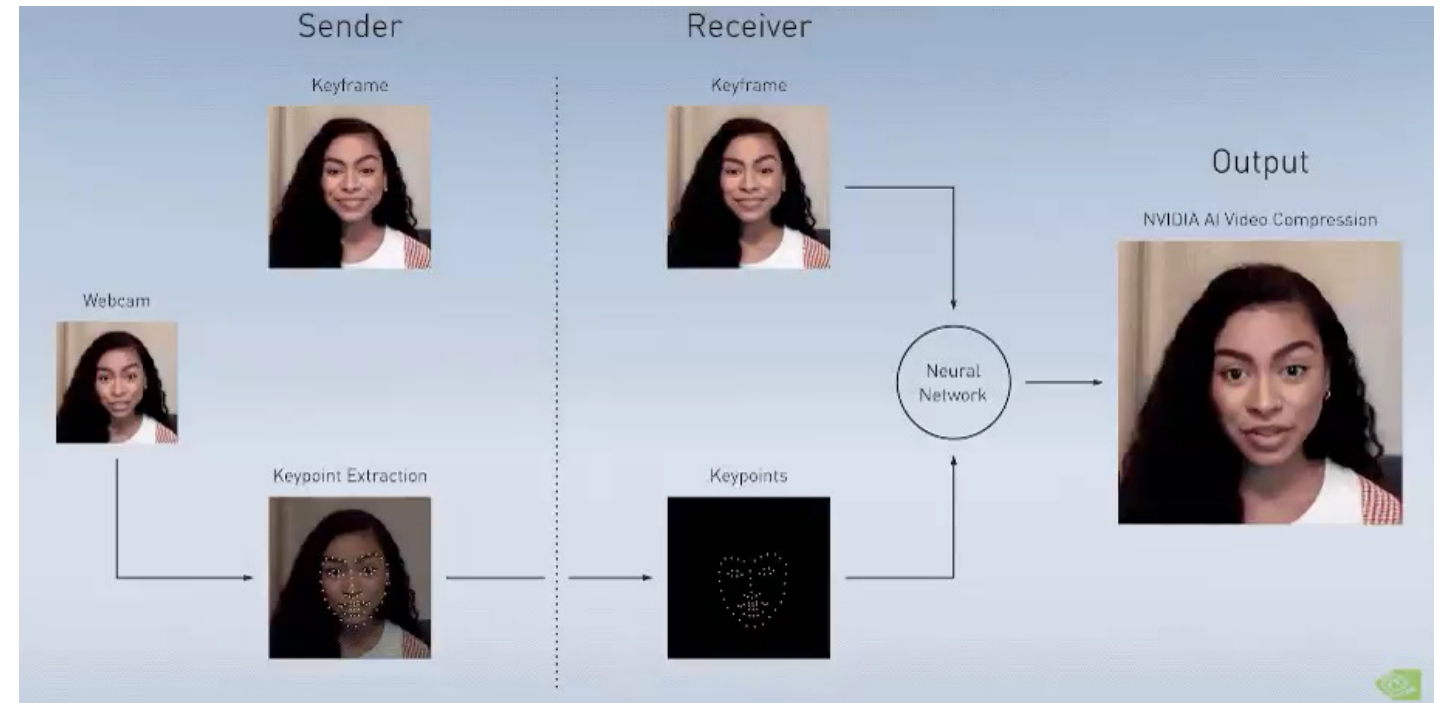 Sender
Receiver
Keyframe
Keyframe
Output
NVIDIA AI Video Compression
Webcam
Neural
Network
Keypoint Extraction
Keypoints